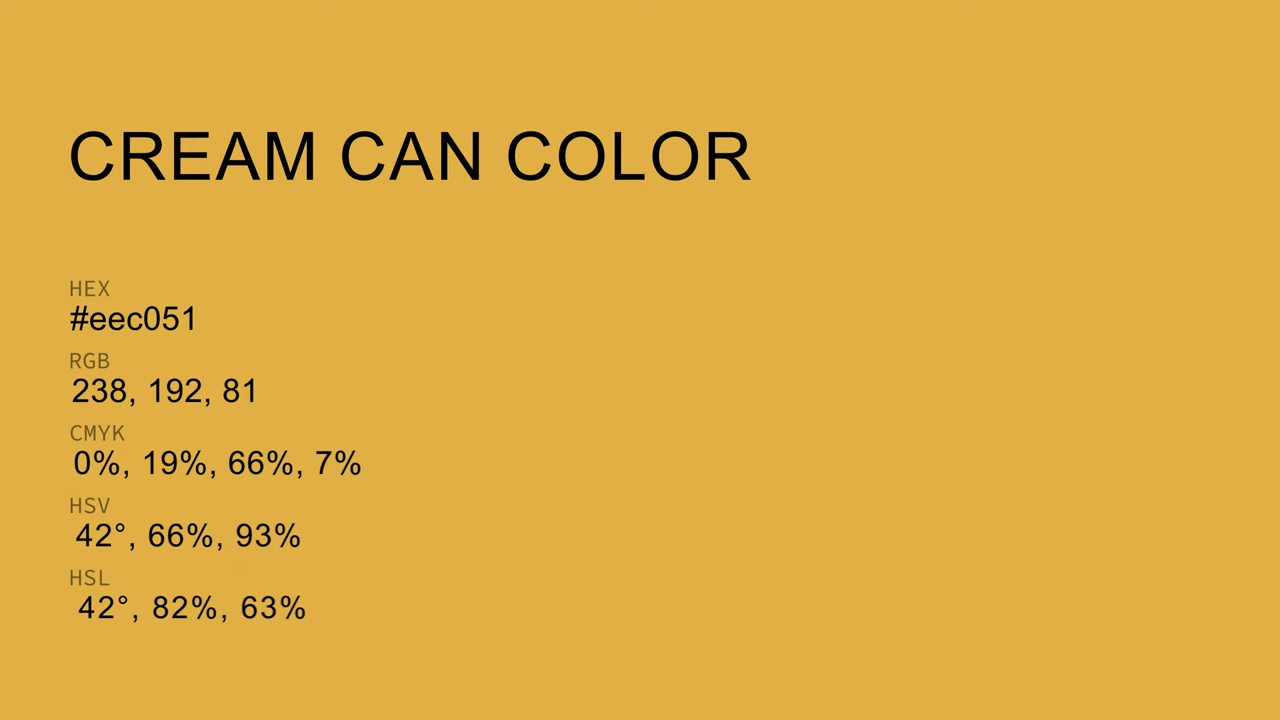 CREAM CAN COLOR
HEX
#eec051
RGB
238, 192, 81
CMYK
0%, 19%, 66%, 7%
HSV
42°, 66%, 93%
HSL
42°, 82%, 63%